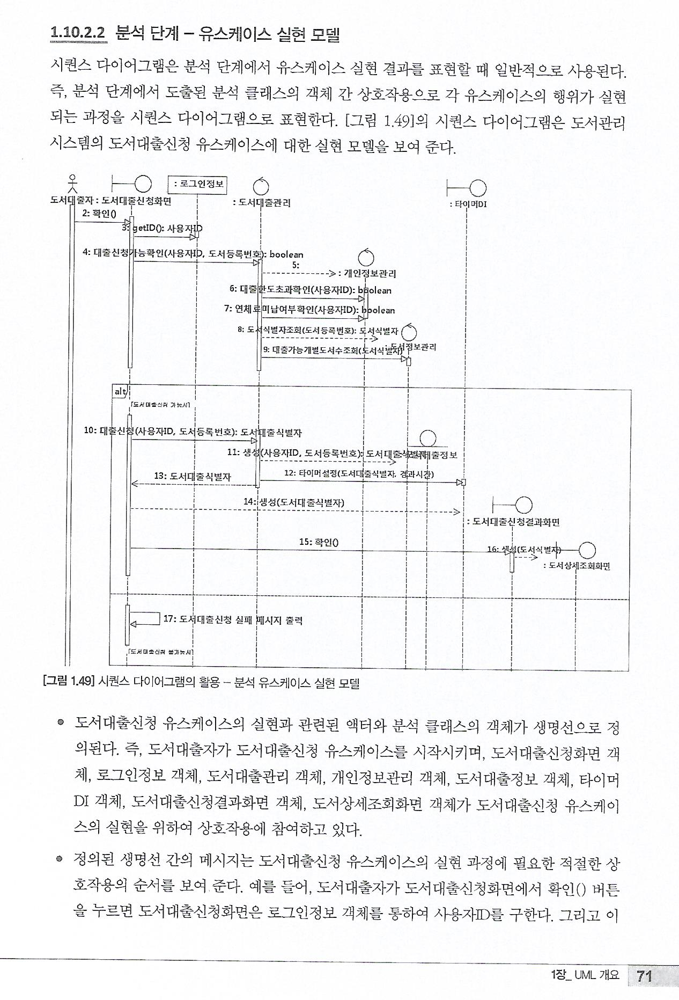 1.10.2.2 분석 단계 – 유스케이스 실현 모델
시퀀스 다이어그램은 분석 단계에서 유스케이스 실현 결과를 표현할 때 일반적으로 사용된다.
즉, 분석 단계에서 도출된 분석 클래스의 객체 간 상호작용으로 각 유스케이스의 행위가 실현
되는 과정을 시퀀스 다이어그램으로 표현한다. [그림 1.49]의 시퀀스 다이어그램은 도서관리
시스템의 도서대출신청 유스케이스에 대한 실현 모델을 보여 준다.
: 로그인정보
도서대출자 : 도서대출신청화면
: 도서대출관리
: 타이머DI
2: 확인()
3: getID(): 사용자ID
4: 대출신청가능확인(사용자ID, 도서등록번호): boolean
5:
: 개인정보관리
6: 대출한도초과확인(사용자ID): boolean
7: 연체료미납여부확인(사용자ID): boolean
8: 도서식별자조회(도서등록번호): 도서식별자
: 도서정보관리
9: 대출가능개별도서수조회(도서식별자)
alt
[도서대출신청 가능시]
10: 대출신청(사용자ID, 도서등록번호): 도서대출식별자
11: 생성(사용자ID, 도서등록번호): 도서대출식별자
: 도서대출정보
12: 타이머설정(도서대출식별자, 경과시간)
13: 도서대출식별자
14: 생성(도서대출식별자)
: 도서대출신청결과화면
15: 확인()
16: 생성(도서식별자)
: 도서상세조회화면
17: 도서대출신청 실패 메시지 출력
[도서대출신청 불가능시]
[그림 1.49] 시퀀스 다이어그램의 활용 – 분석 유스케이스 실현 모델
● 도서대출신청 유스케이스의 실현과 관련된 액터와 분석 클래스의 객체가 생명선으로 정
의된다. 즉, 도서대출자가 도서대출신청 유스케이스를 시작시키며, 도서대출신청화면 객
체, 로그인정보 객체, 도서대출관리 객체, 개인정보관리 객체, 도서대출정보 객체, 타이머
DI 객체, 도서대출신청결과화면 객체, 도서상세조회화면 객체가 도서대출신청 유스케이
스의 실현을 위하여 상호작용에 참여하고 있다.
● 정의된 생명선 간의 메시지는 도서대출신청 유스케이스의 실현 과정에 필요한 적절한 상
호작용의 순서를 보여 준다. 예를 들어, 도서대출자가 도서대출신청화면에서 확인() 버튼
을 누르면 도서대출신청화면은 로그인정보 객체를 통하여 사용자ID를 구한다. 그리고 이
1장_ UML 개요 71